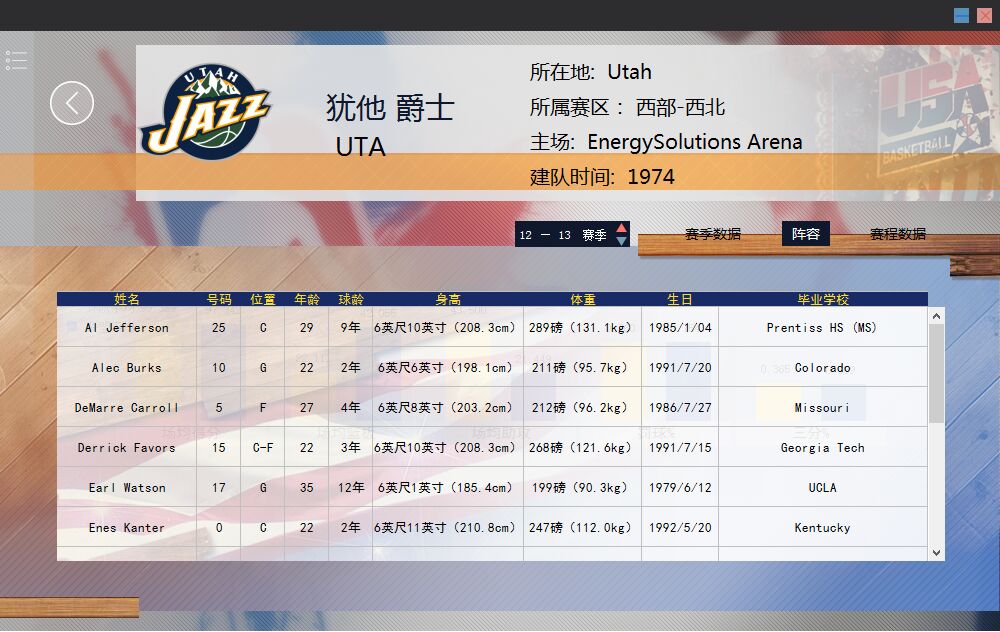 UTAH
JAZZ
犹他 爵士
UTA
所在地: Utah
所属赛区 : 西部-西北
主场: EnergySolutions Arena
建队时间: 1974
USA
BASKETBALL
12 — 13 赛季
赛季数据 阵容 赛程数据
姓名 号码 位置 年龄 球龄 身高 体重 生日 毕业学校
Al Jefferson 25 C 29 9年 6英尺10英寸（208.3cm） 289磅（131.1kg） 1985/1/04 Prentiss HS (MS)
Alec Burks 10 G 22 2年 6英尺6英寸（198.1cm） 211磅（95.7kg） 1991/7/20 Colorado
DeMarre Carroll 5 F 27 4年 6英尺8英寸（203.2cm） 212磅（96.2kg） 1986/7/27 Missouri
Derrick Favors 15 C-F 22 3年 6英尺10英寸（208.3cm） 268磅（121.6kg） 1991/7/15 Georgia Tech
Earl Watson 17 G 35 12年 6英尺1英寸（185.4cm） 199磅（90.3kg） 1979/6/12 UCLA
Enes Kanter 0 C 22 2年 6英尺11英寸（210.8cm） 247磅（112.0kg） 1992/5/20 Kentucky